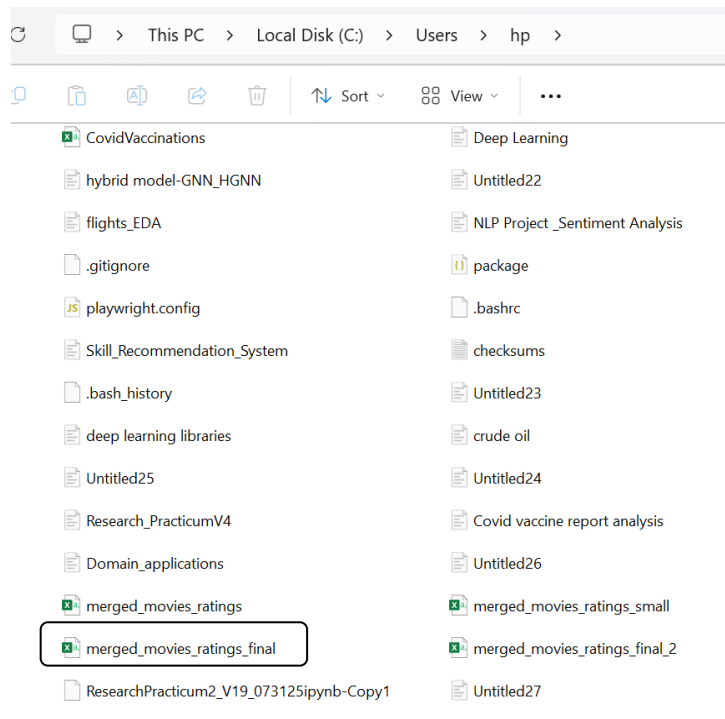 This PC > Local Disk (C:) > Users > hp >
Sort View ...
CovidVaccinations
Deep Learning
hybrid model-GNN_HGNN
Untitled22
flights_EDA
NLP Project _Sentiment Analysis
.gitignore
package
playwright.config
.bashrc
Skill_Recommendation_System
checksums
.bash_history
Untitled23
deep learning libraries
crude oil
Untitled25
Untitled24
Research_PracticumV4
Covid vaccine report analysis
Domain_applications
Untitled26
merged_movies_ratings
merged_movies_ratings_small
merged_movies_ratings_final
merged_movies_ratings_final_2
ResearchPracticum2_V19_073125ipynb-Copy1
Untitled27